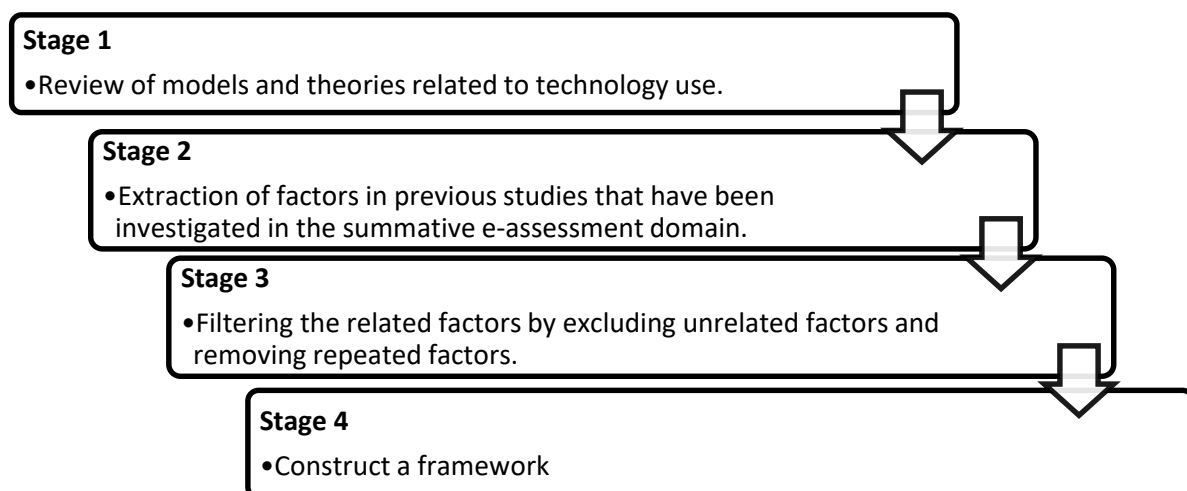 Stage 1
•Review of models and theories related to technology use.
Stage 2
•Extraction of factors in previous studies that have been
investigated in the summative e-assessment domain.
Stage 3
•Filtering the related factors by excluding unrelated factors and
removing repeated factors.
Stage 4
•Construct a framework